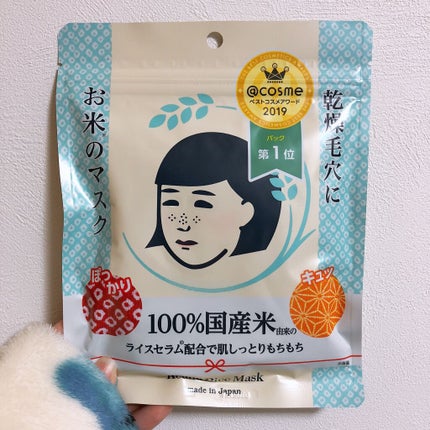 @cosme
ベストコスメアワード
2019
パック
第1位
乾燥毛穴に
お米のマスク
ぽっかり
キュッ
100%国産米由来の
ライスセラム配合で肌しっとりもちもち
Mask
made in Japan